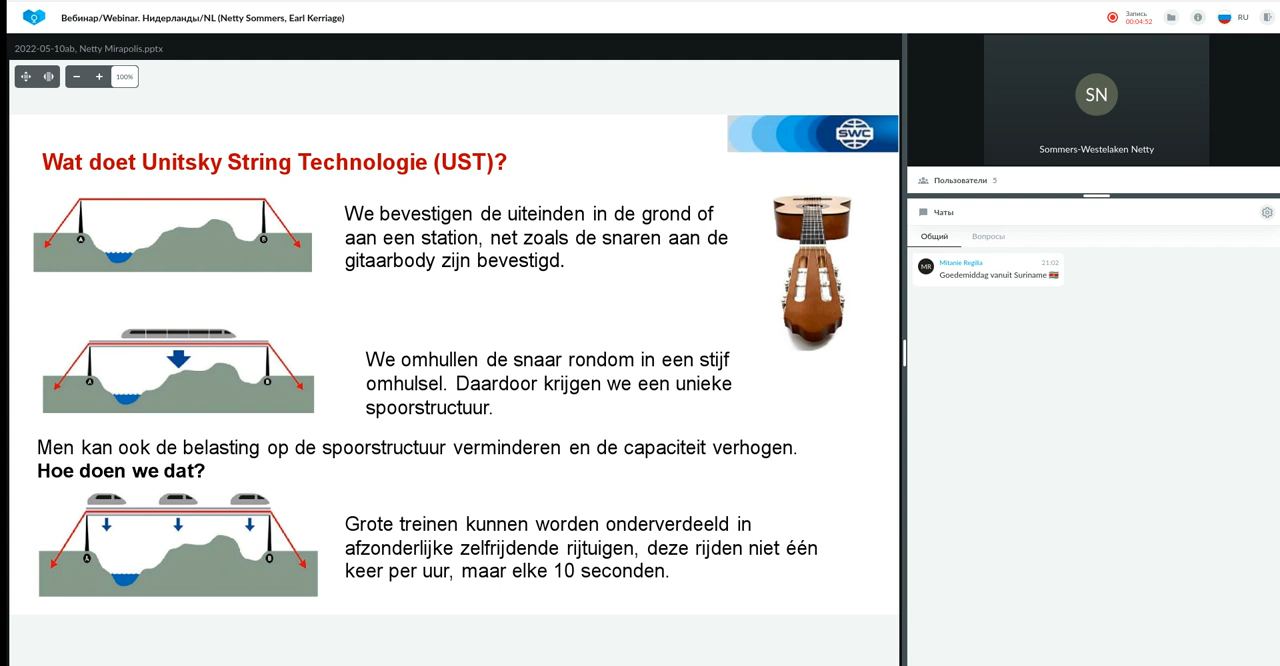 Вебинар/Webinar. Нидерланды/NL (Netty Sommers, Earl Kerriage)
Запись
00:04:52
RU
2022-05-10ab, Netty Mirapolis.pptx
100%
SWC
Wat doet Unitsky String Technologie (UST)?
A
B
We bevestigen de uiteinden in de grond of
aan een station, net zoals de snaren aan de
gitaarbody zijn bevestigd.
A
B
We omhullen de snaar rondom in een stijf
omhulsel. Daardoor krijgen we een unieke
spoorstructuur.
Men kan ook de belasting op de spoorstructuur verminderen en de capaciteit verhogen.
Hoe doen we dat?
A
B
Grote treinen kunnen worden onderverdeeld in
afzonderlijke zelfrijdende rijtuigen, deze rijden niet één
keer per uur, maar elke 10 seconden.
SN
Sommers-Westelaken Netty
Пользователи 5
Чаты
Общий
Вопросы
MR
Mitanie Regilia
21:02
Goedemiddag vanuit Suriname 🇸🇷